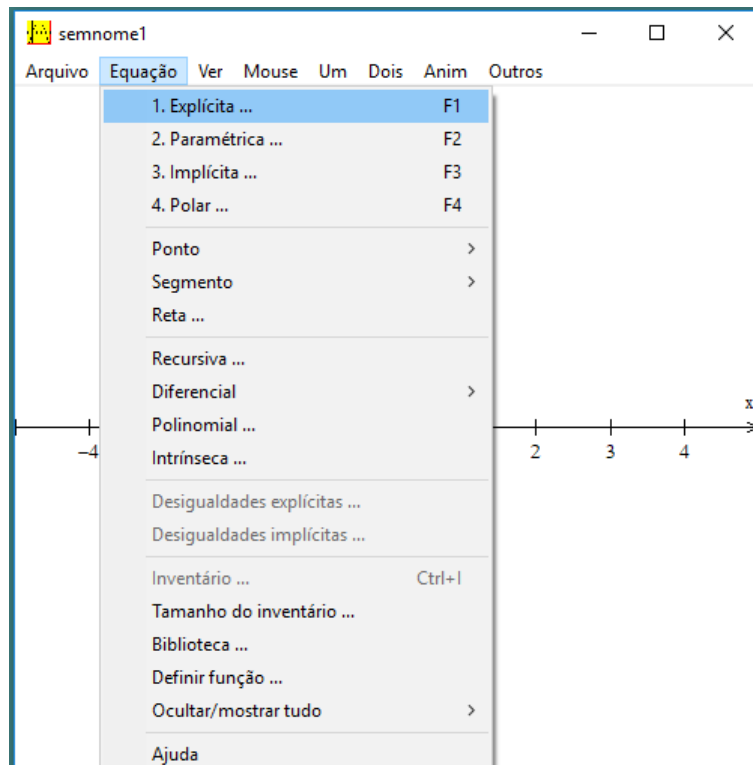 semnome1
Arquivo Equação Ver Mouse Um Dois Anim Outros
1. Explícita ... F1
2. Paramétrica ... F2
3. Implícita ... F3
4. Polar ... F4
Ponto
Segmento
Reta ...
Recursiva ...
Diferencial
Polinomial ...
Intrínseca ...
Desigualdades explícitas ...
Desigualdades implícitas ...
Inventário ... Ctrl+I
Tamanho do inventário ...
Biblioteca ...
Definir função ...
Ocultar/mostrar tudo
Ajuda
x
−4 2 3 4